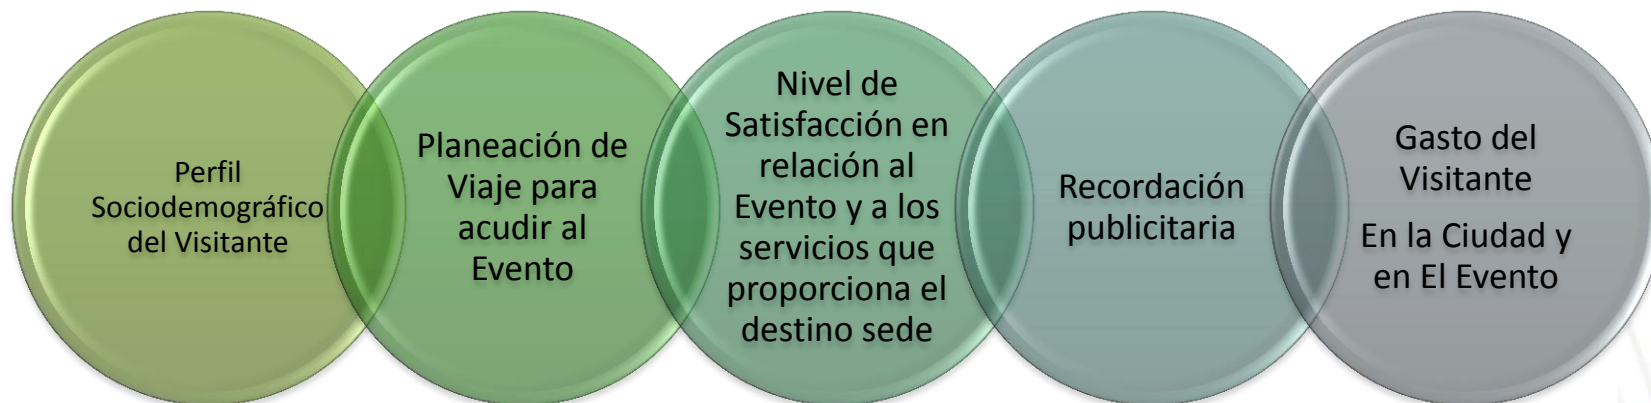 Perfil
Sociodemográfico
del Visitante
Planeación de
Viaje para
acudir al
Evento
Nivel de
Satisfacción en
relación al
Evento y a los
servicios que
proporciona el
destino sede
Recordación
publicitaria
Gasto del
Visitante
En la Ciudad y
en El Evento